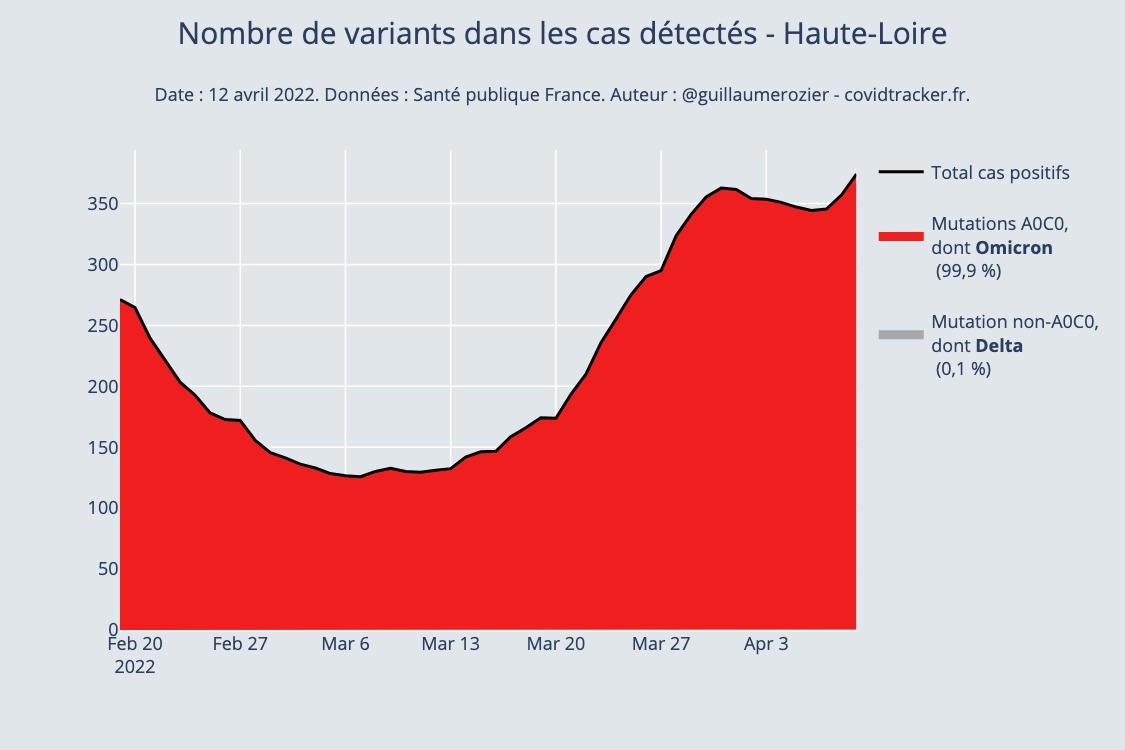 Nombre de variants dans les cas détectés - Haute-Loire
Date : 12 avril 2022. Données : Santé publique France. Auteur : @guillaumerozier - covidtracker.fr.
350
300
250
200
150
100
50
0
Feb 20
2022
Feb 27
Mar 6
Mar 13
Mar 20
Mar 27
Apr 3
Total cas positifs
Mutations A0C0,
dont Omicron
(99,9 %)
Mutation non-A0C0,
dont Delta
(0,1 %)